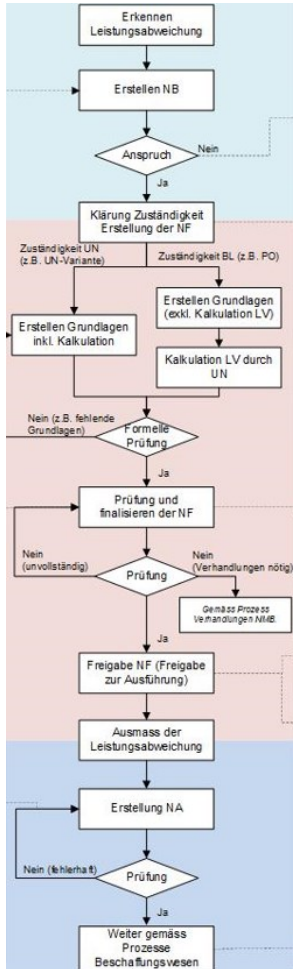 Erkennen
Leistungsabweichung
Erstellen NB
Anspruch
Nein
Ja
Klärung Zuständigkeit
Erstellung der NF
Zuständigkeit UN
(z.B. UN-Variante)
Zuständigkeit BL (z.B. PO)
Erstellen Grundlagen
(exkl. Kalkulation LV)
Erstellen Grundlagen
inkl. Kalkulation
Kalkulation LV durch
UN
Nein (z.B. fehlende
Grundlagen)
Formelle
Prüfung
Ja
Prüfung und
finalisieren der NF
Nein
(unvollständig)
Nein
(Verhandlungen nötig)
Prüfung
Gemäss Prozess
Verhandlungen NMB.
Ja
Freigabe NF (Freigabe
zur Ausführung)
Ausmass der
Leistungsabweichung
Erstellung NA
Nein (fehlerhaft)
Prüfung
Ja
Weiter gemäss
Prozesse
Beschaffungswesen